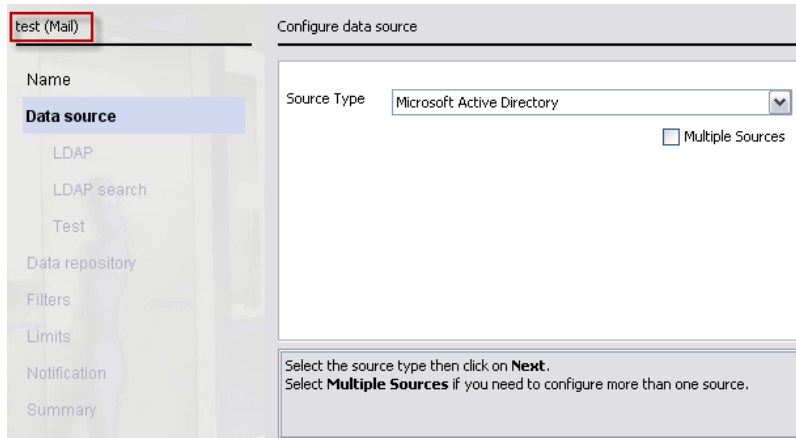 test (Mail)
Configure data source
Name
Data source
LDAP
LDAP search
Test
Data repository
Filters
Limits
Notification
Summary
Source Type
Microsoft Active Directory
Multiple Sources
Select the source type then click on Next.
Select Multiple Sources if you need to configure more than one source.